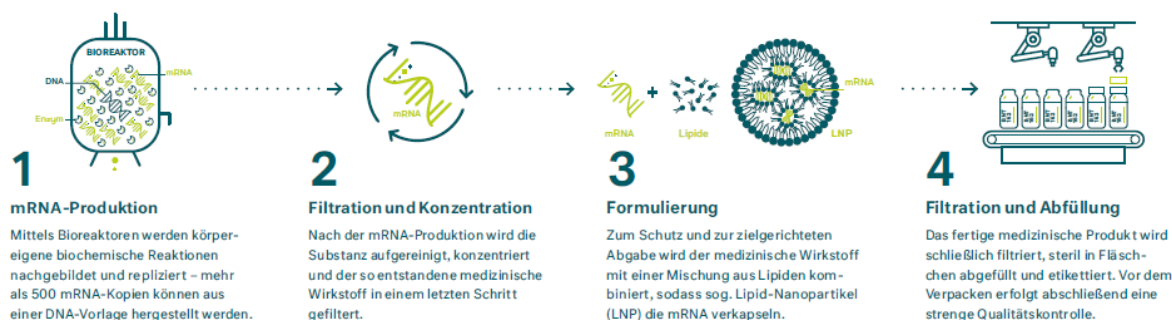 BIOREAKTOR
DNA
mRNA
Enzym
mRNA
mRNA
+
Lipide
mRNA
LNP
1
mRNA-Produktion
Mittels Bioreaktoren werden körper-
eigene biochemische Reaktionen
nachgebildet und repliziert – mehr
als 500 mRNA-Kopien können aus
einer DNA-Vorlage hergestellt werden.
2
Filtration und Konzentration
Nach der mRNA-Produktion wird die
Substanz aufgereinigt, konzentriert
und der so entstandene medizinische
Wirkstoff in einem letzten Schritt
gefiltert.
3
Formulierung
Zum Schutz und zur zielgerichteten
Abgabe wird der medizinische Wirkstoff
mit einer Mischung aus Lipiden kom-
biniert, sodass sog. Lipid-Nanopartikel
(LNP) die mRNA verkapseln.
4
Filtration und Abfüllung
Das fertige medizinische Produkt wird
schließlich filtriert, steril in Fläsch-
chen abgefüllt und etikettiert. Vor dem
Verpacken erfolgt abschließend eine
strenge Qualitätskontrolle.